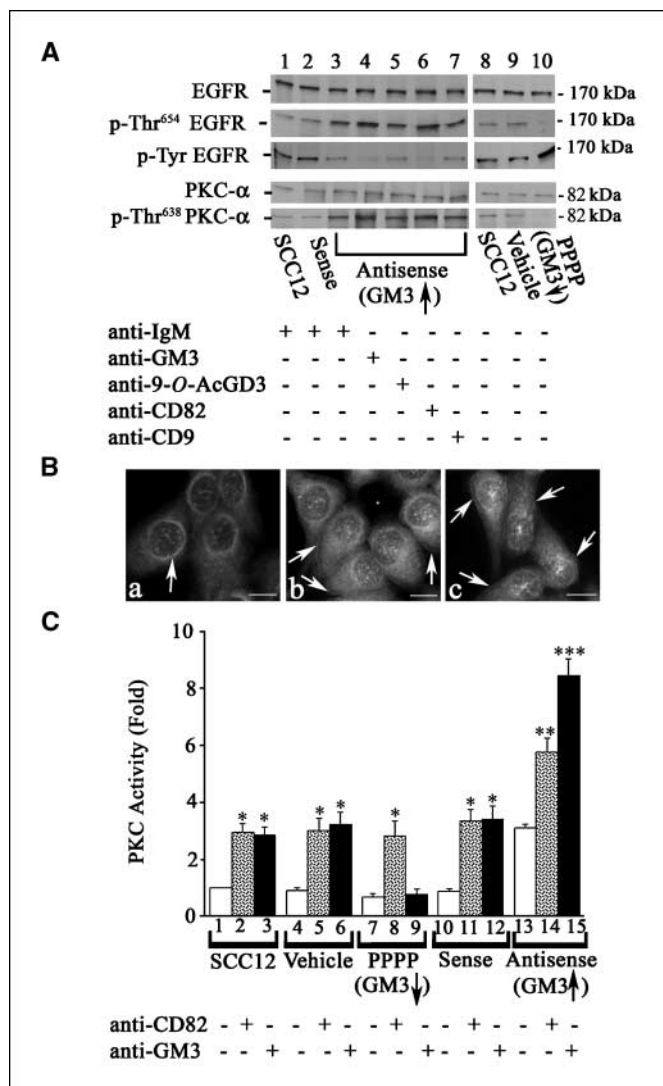 A
1 2 3 4 5 6 7 8 9 10
EGFR - 170 kDa
p-Thr654 EGFR - 170 kDa
p-Tyr EGFR - 170 kDa
PKC-α - 82 kDa
p-Thr638 PKC-α - 82 kDa
SCC12 Sense Antisense (GM3↑) SCC12 Vehicle PPPP (GM3↓)
anti-IgM + + + - - - - - - -
anti-GM3 - - - + - - - - - -
anti-9-O-AcGD3 - - - - + - - - - -
anti-CD82 - - - - - + - - - -
anti-CD9 - - - - - - + - - -
B
a b c
C
PKC Activity (Fold)
10
8
6
4
2
0
* * * * * * * ** ***
1 2 3 4 5 6 7 8 9 10 11 12 13 14 15
SCC12 Vehicle PPPP Sense Antisense
(GM3↓) (GM3↑)
anti-CD82 - + - - + - - + - - + - - + -
anti-GM3 - - + - - + - - + - - + - - +